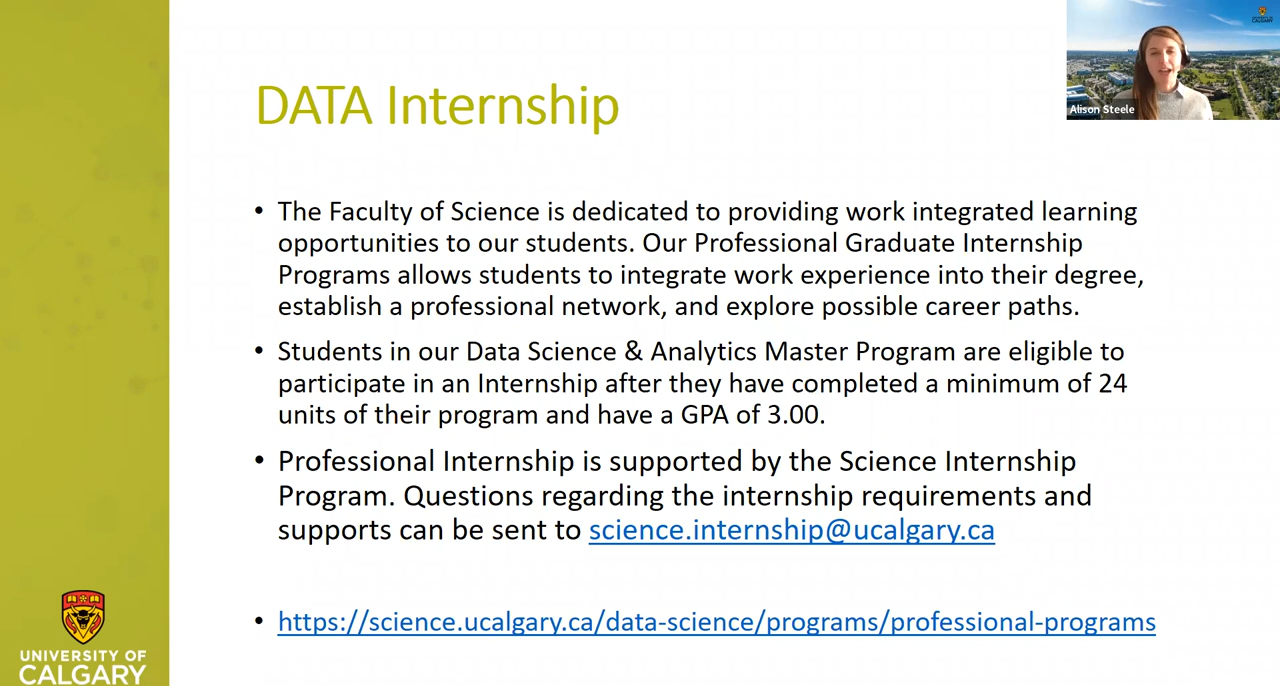 DATA Internship
Alison Steele
• The Faculty of Science is dedicated to providing work integrated learning
opportunities to our students. Our Professional Graduate Internship
Programs allows students to integrate work experience into their degree,
establish a professional network, and explore possible career paths.
• Students in our Data Science & Analytics Master Program are eligible to
participate in an Internship after they have completed a minimum of 24
units of their program and have a GPA of 3.00.
• Professional Internship is supported by the Science Internship
Program. Questions regarding the internship requirements and
supports can be sent to science.internship@ucalgary.ca
• https://science.ucalgary.ca/data-science/programs/professional-programs
UNIVERSITY OF
CALGARY